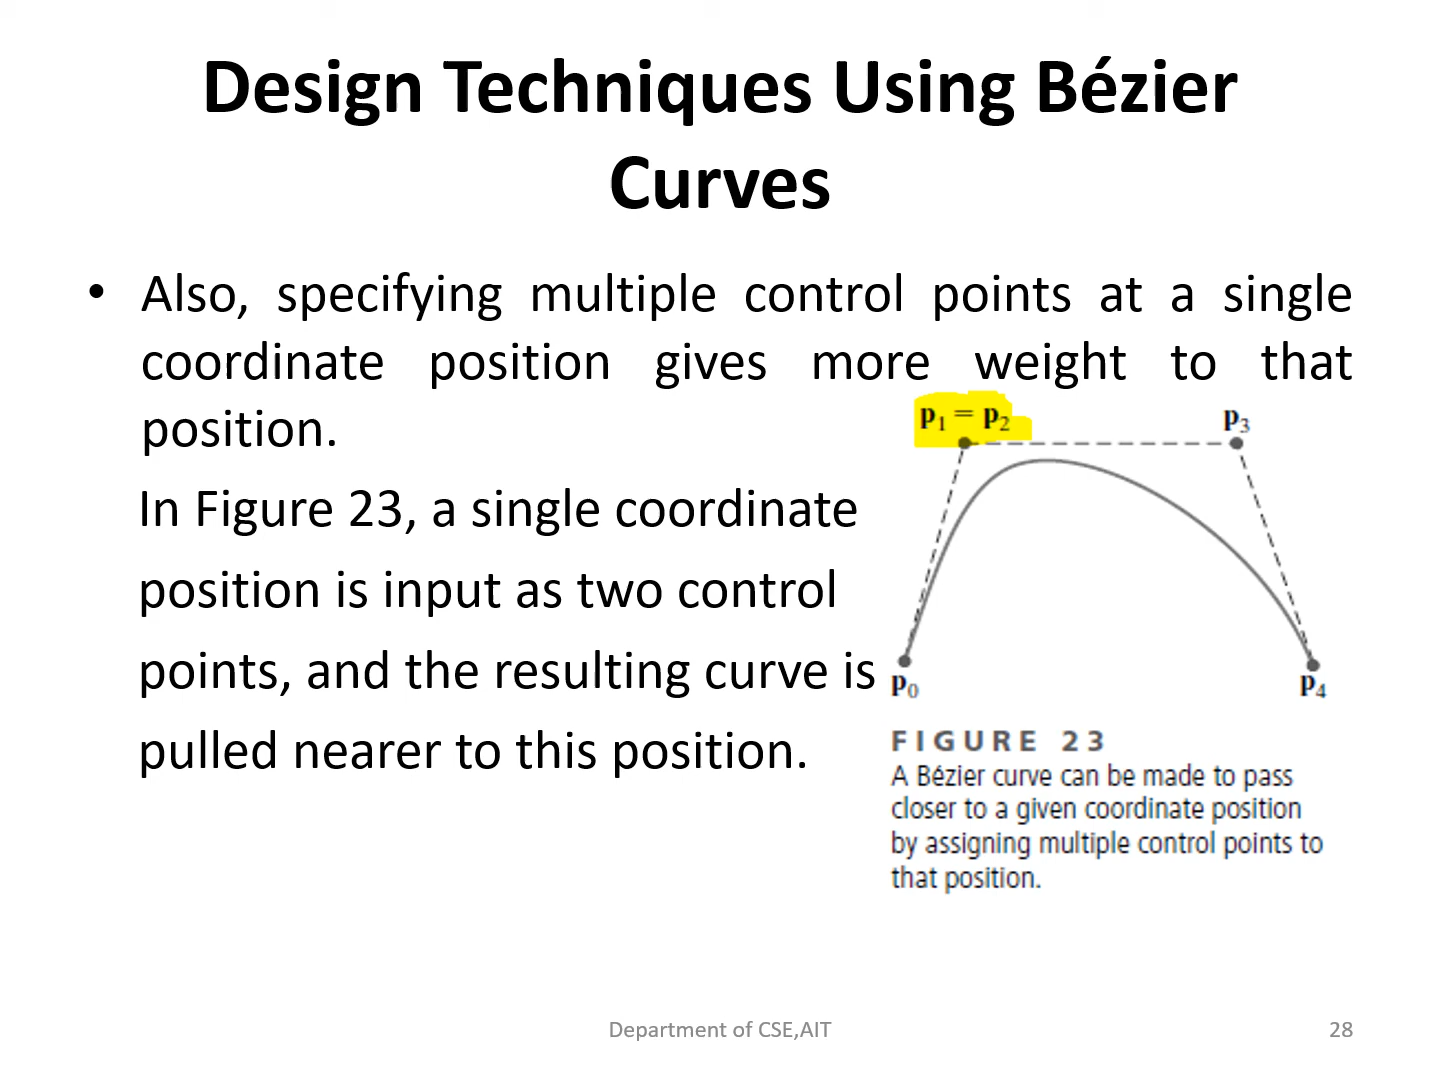 Design Techniques Using Bézier
Curves
• Also, specifying multiple control points at a single
coordinate position gives more weight to that
position.
In Figure 23, a single coordinate
position is input as two control
points, and the resulting curve is
pulled nearer to this position.
p₁ = p₂
p₃
p₀
p₄
FIGURE 23
A Bézier curve can be made to pass
closer to a given coordinate position
by assigning multiple control points to
that position.
Department of CSE,AIT
28